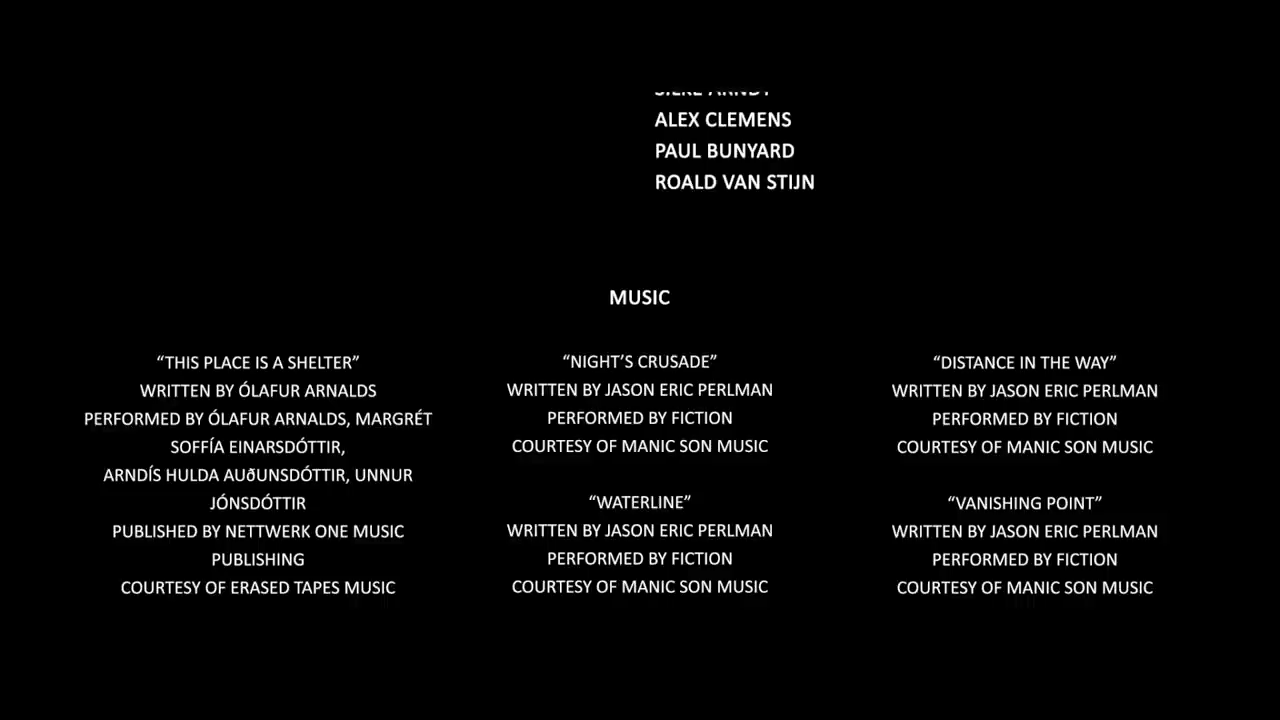 ALEX CLEMENS
PAUL BUNYARD
ROALD VAN STIJN
MUSIC
“THIS PLACE IS A SHELTER”
WRITTEN BY ÓLAFUR ARNALDS
PERFORMED BY ÓLAFUR ARNALDS, MARGRÉT
SOFFÍA EINARSDÓTTIR,
ARNDÍS HULDA AUðUNSDÓTTIR, UNNUR
JÓNSDÓTTIR
PUBLISHED BY NETTWERK ONE MUSIC
PUBLISHING
COURTESY OF ERASED TAPES MUSIC
“NIGHT’S CRUSADE”
WRITTEN BY JASON ERIC PERLMAN
PERFORMED BY FICTION
COURTESY OF MANIC SON MUSIC
“WATERLINE”
WRITTEN BY JASON ERIC PERLMAN
PERFORMED BY FICTION
COURTESY OF MANIC SON MUSIC
“DISTANCE IN THE WAY”
WRITTEN BY JASON ERIC PERLMAN
PERFORMED BY FICTION
COURTESY OF MANIC SON MUSIC
“VANISHING POINT”
WRITTEN BY JASON ERIC PERLMAN
PERFORMED BY FICTION
COURTESY OF MANIC SON MUSIC